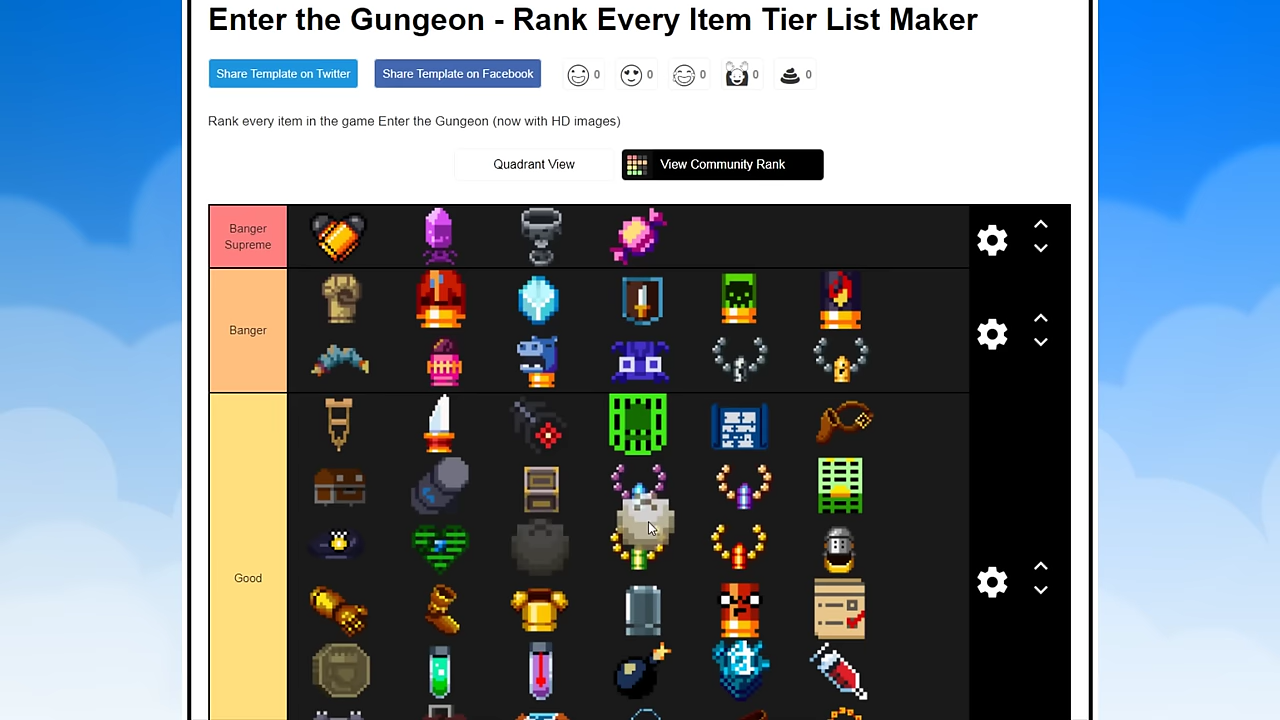 Enter the Gungeon - Rank Every Item Tier List Maker
Share Template on Twitter
Share Template on Facebook
0
0
0
0
0
Rank every item in the game Enter the Gungeon (now with HD images)
Quadrant View
View Community Rank
Banger
Supreme
Banger
Good